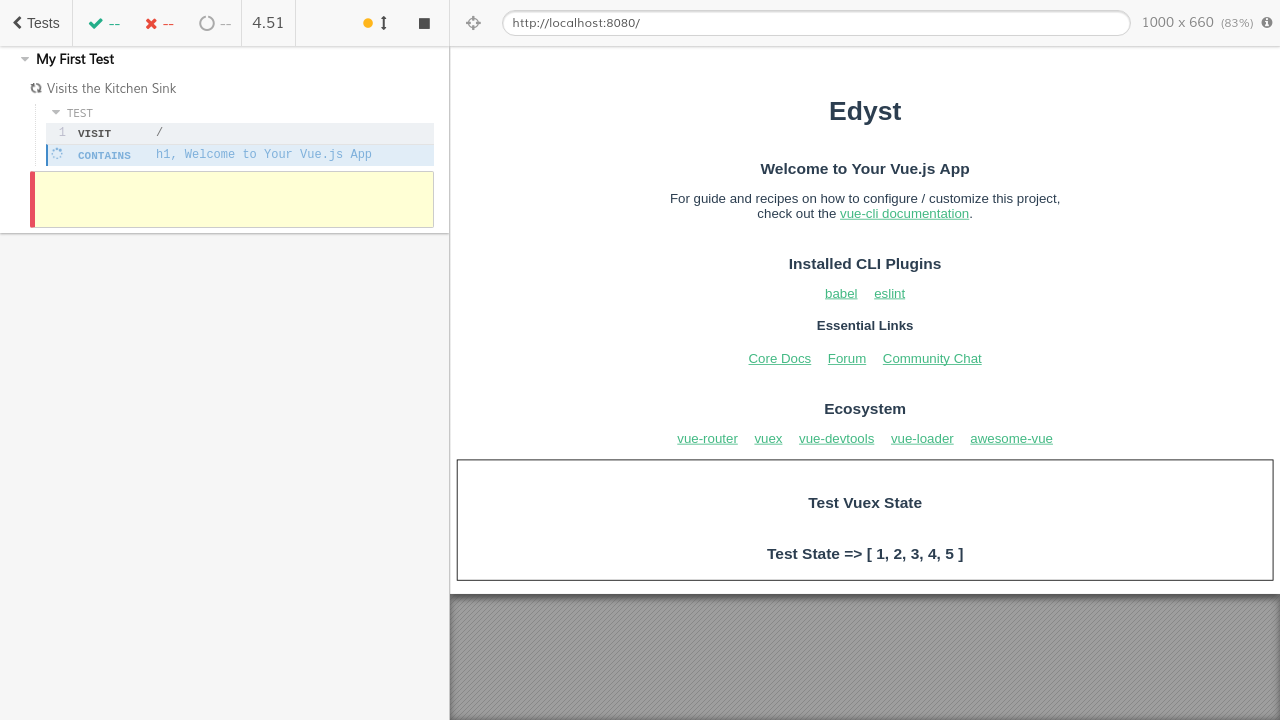 Tests -- -- -- 4.51
http://localhost:8080/ 1000 x 660 (83%)
My First Test
Visits the Kitchen Sink
TEST
1 VISIT /
CONTAINS h1, Welcome to Your Vue.js App
Edyst
Welcome to Your Vue.js App
For guide and recipes on how to configure / customize this project,
check out the vue-cli documentation.
Installed CLI Plugins
babel eslint
Essential Links
Core Docs Forum Community Chat
Ecosystem
vue-router vuex vue-devtools vue-loader awesome-vue
Test Vuex State
Test State => [ 1, 2, 3, 4, 5 ]